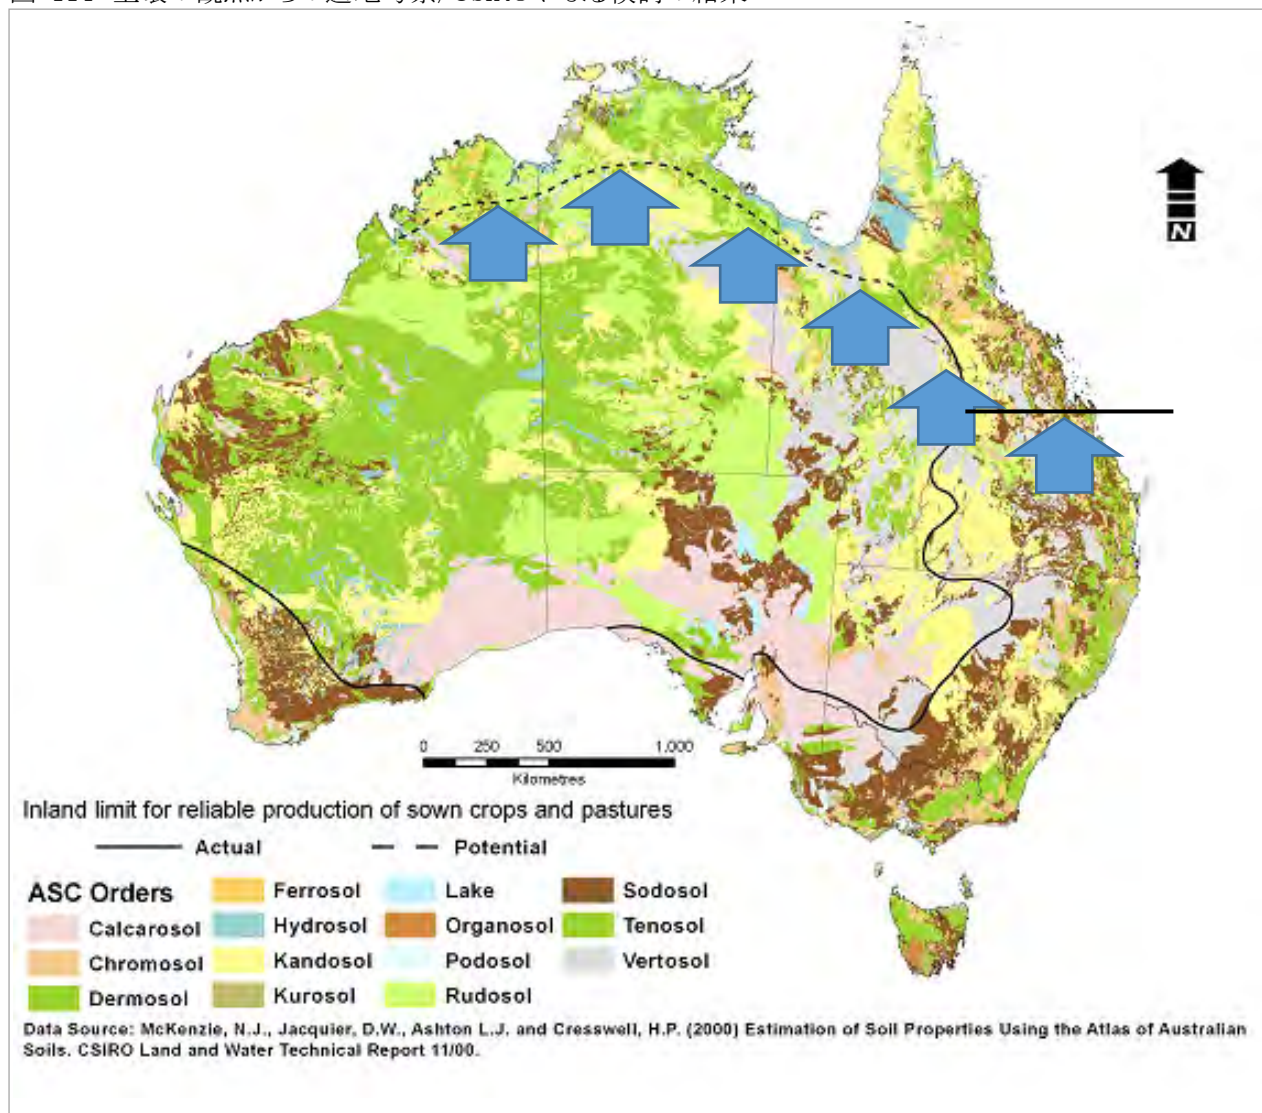 N
0 250 500 1,000
Kilometres
Inland limit for reliable production of sown crops and pastures
Actual Potential
ASC Orders
Calcarosol
Chromosol
Dermosol
Ferrosol
Hydrosol
Kandosol
Kurosol
Lake
Organosol
Podosol
Rudosol
Sodosol
Tenosol
Vertosol
Data Source: McKenzie, N.J., Jacquier, D.W., Ashton L.J. and Cresswell, H.P. (2000) Estimation of Soil Properties Using the Atlas of Australian
Soils. CSIRO Land and Water Technical Report 11/00.